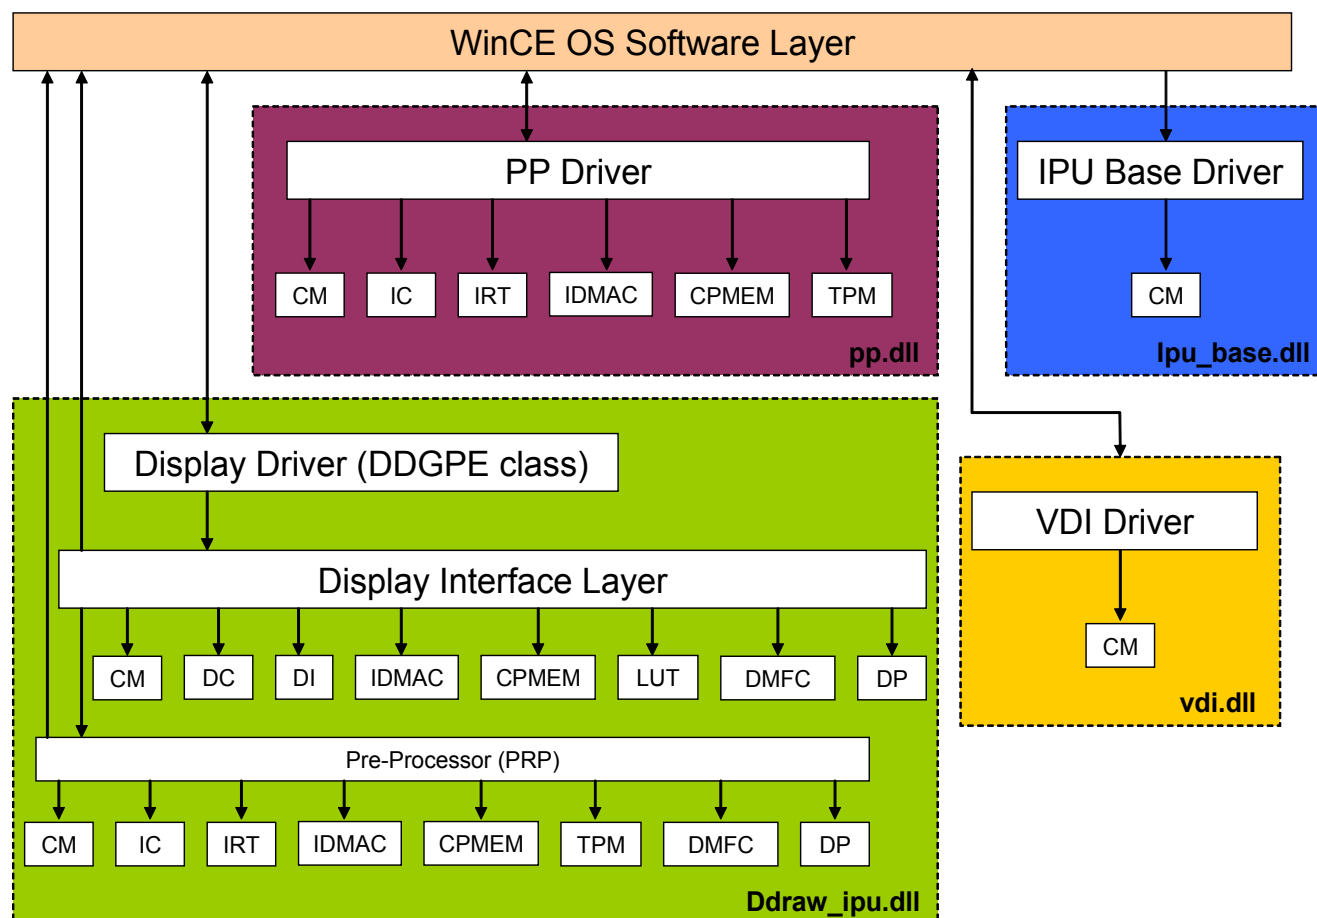 WinCE OS Software Layer
PP Driver
CM IC IRT IDMAC CPMEM TPM
pp.dll
IPU Base Driver
CM
Ipu_base.dll
Display Driver (DDGPE class)
Display Interface Layer
CM DC DI IDMAC CPMEM LUT DMFC DP
Pre-Processor (PRP)
CM IC IRT IDMAC CPMEM TPM DMFC DP
Ddraw_ipu.dll
VDI Driver
CM
vdi.dll